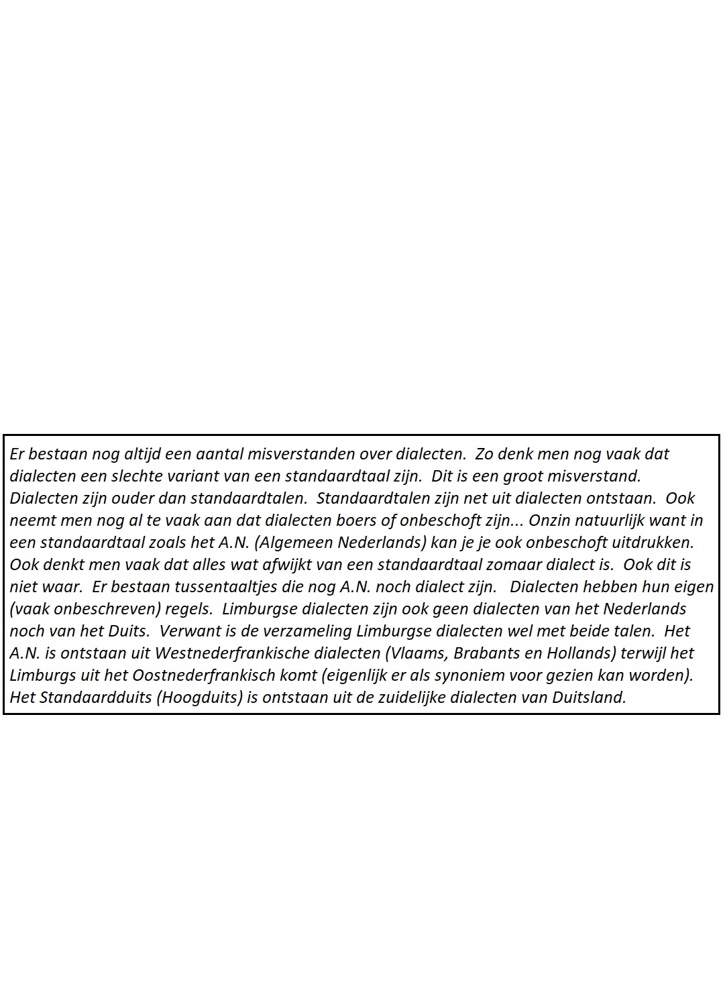 Er bestaan nog altijd een aantal misverstanden over dialecten.  Zo denk men nog vaak dat
dialecten een slechte variant van een standaardtaal zijn.  Dit is een groot misverstand.
Dialecten zijn ouder dan standaardtalen.  Standaardtalen zijn net uit dialecten ontstaan.  Ook
neemt men nog al te vaak aan dat dialecten boers of onbeschoft zijn... Onzin natuurlijk want in
een standaardtaal zoals het A.N. (Algemeen Nederlands) kan je je ook onbeschoft uitdrukken.
Ook denkt men vaak dat alles wat afwijkt van een standaardtaal zomaar dialect is.  Ook dit is
niet waar.  Er bestaan tussentaaltjes die nog A.N. noch dialect zijn.   Dialecten hebben hun eigen
(vaak onbeschreven) regels.  Limburgse dialecten zijn ook geen dialecten van het Nederlands
noch van het Duits.  Verwant is de verzameling Limburgse dialecten wel met beide talen.  Het
A.N. is ontstaan uit Westnederfrankische dialecten (Vlaams, Brabants en Hollands) terwijl het
Limburgs uit het Oostnederfrankisch komt (eigenlijk er als synoniem voor gezien kan worden).
Het Standaardduits (Hoogduits) is ontstaan uit de zuidelijke dialecten van Duitsland.